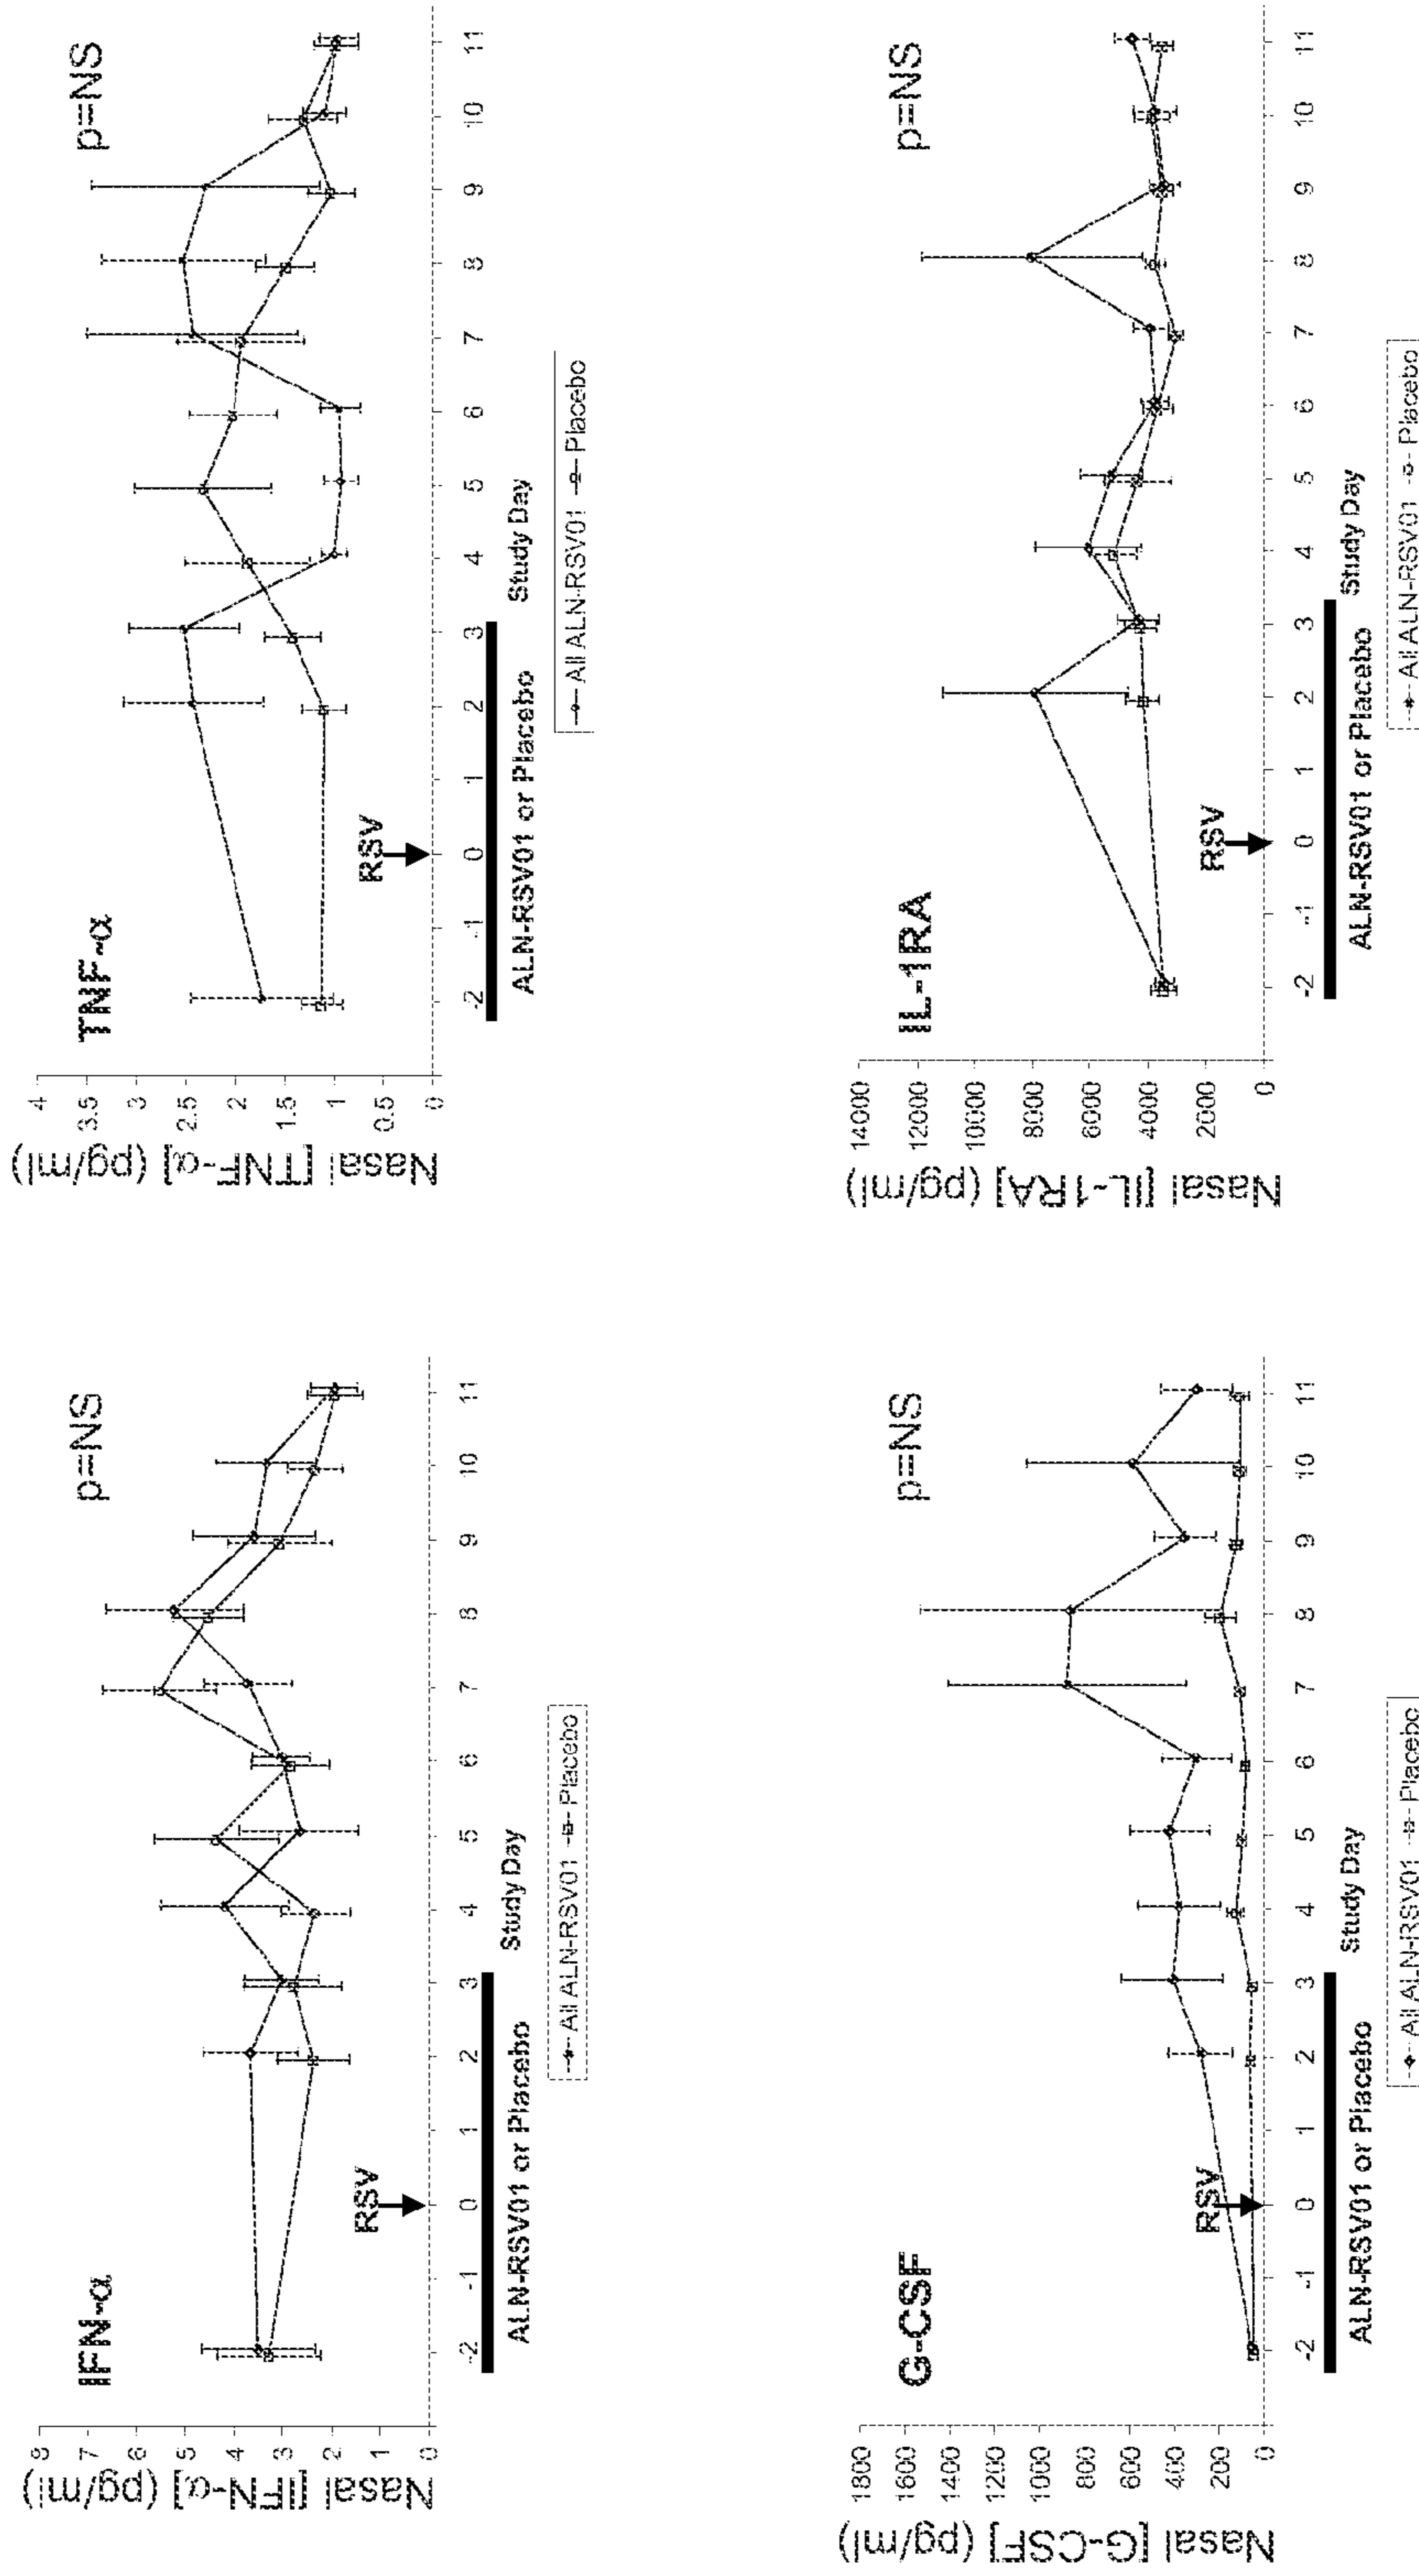 Nasal [IFN-α] (pg/ml)
8
7
6
5
4
3
2
1
0
IFN-α
p=NS
RSV
-2 -1 0 1 2 3 4 5 6 7 8 9 10 11
ALN-RSV01 or Placebo
Study Day
All ALN-RSV01 Placebo
Nasal [TNF-α] (pg/ml)
4
3.5
3
2.5
2
1.5
1
0.5
0
TNF-α
p=NS
RSV
-2 -1 0 1 2 3 4 5 6 7 8 9 10 11
ALN-RSV01 or Placebo
Study Day
All ALN-RSV01 Placebo
Nasal [G-CSF] (pg/ml)
1800
1600
1400
1200
1000
800
600
400
200
0
G-CSF
p=NS
RSV
-2 -1 0 1 2 3 4 5 6 7 8 9 10 11
ALN-RSV01 or Placebo
Study Day
All ALN-RSV01 Placebo
Nasal [IL-1RA] (pg/ml)
14000
12000
10000
8000
6000
4000
2000
0
IL-1RA
p=NS
RSV
-2 -1 0 1 2 3 4 5 6 7 8 9 10 11
ALN-RSV01 or Placebo
Study Day
All ALN-RSV01 Placebo